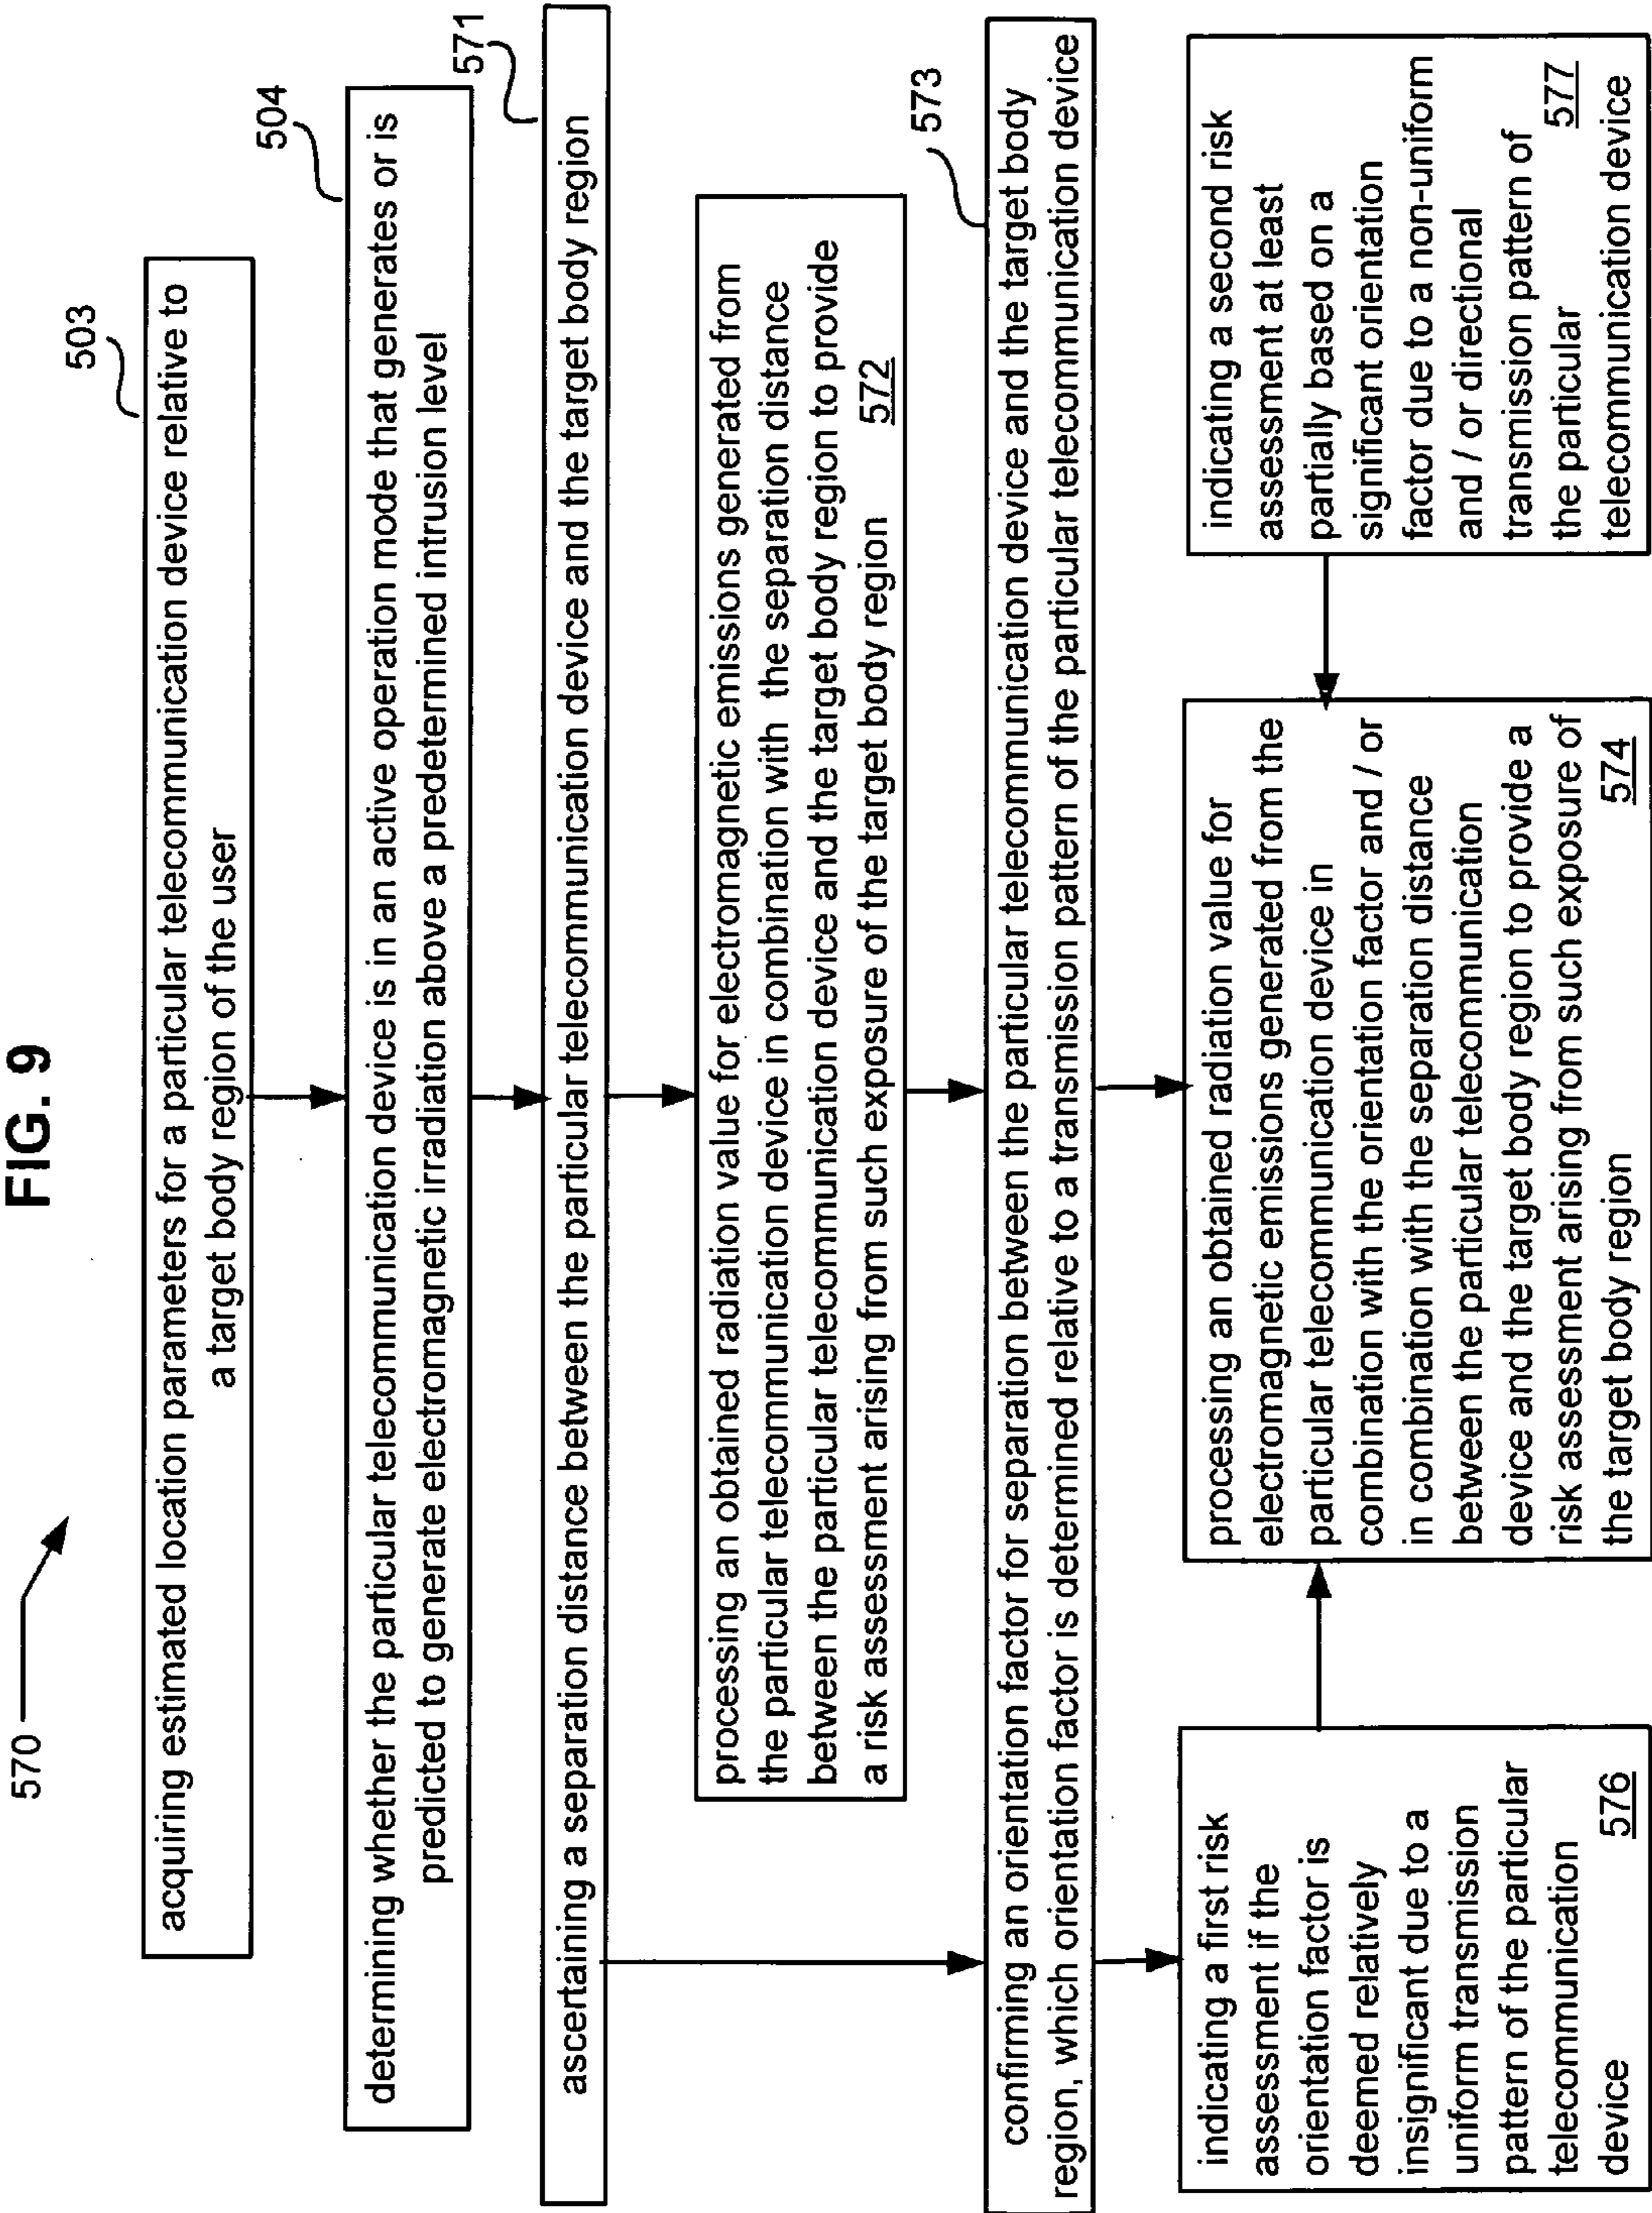 FIG. 9
570
503
acquiring estimated location parameters for a particular telecommunication device relative to
a target body region of the user
504
determining whether the particular telecommunication device is in an active operation mode that generates or is
predicted to generate electromagnetic irradiation above a predetermined intrusion level
571
ascertaining a separation distance between the particular telecommunication device and the target body region
processing an obtained radiation value for electromagnetic emissions generated from
the particular telecommunication device in combination with the separation distance
between the particular telecommunication device and the target body region to provide
a risk assessment arising from such exposure of the target body region 572
573
confirming an orientation factor for separation between the particular telecommunication device and the target body
region, which orientation factor is determined relative to a transmission pattern of the particular telecommunication device
indicating a first risk
assessment if the
orientation factor is
deemed relatively
insignificant due to a
uniform transmission
pattern of the particular
telecommunication
device 576
processing an obtained radiation value for
electromagnetic emissions generated from the
particular telecommunication device in
combination with the orientation factor and / or
in combination with the separation distance
between the particular telecommunication
device and the target body region to provide a
risk assessment arising from such exposure of
the target body region 574
indicating a second risk
assessment at least
partially based on a
significant orientation
factor due to a non-uniform
and / or directional
transmission pattern of
the particular 577
telecommunication device